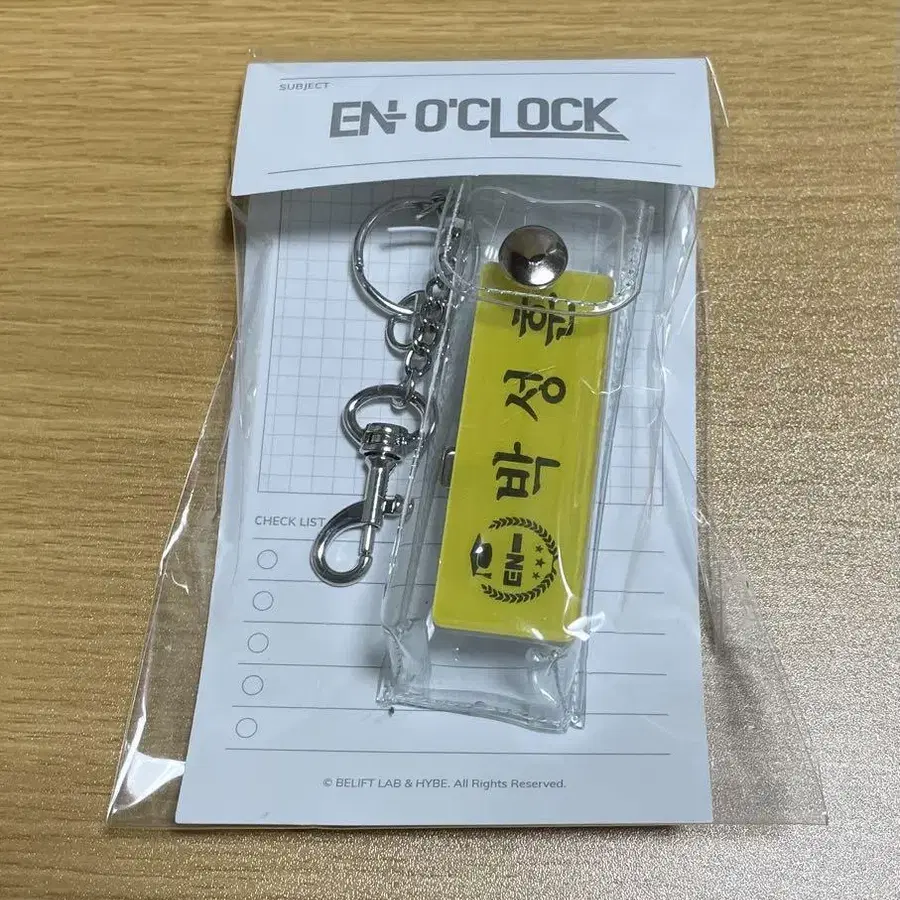 SUBJECT
EN- O'CLOCK
박성훈
EN-
CHECK LIST
© BELIFT LAB & HYBE. All Rights Reserved.